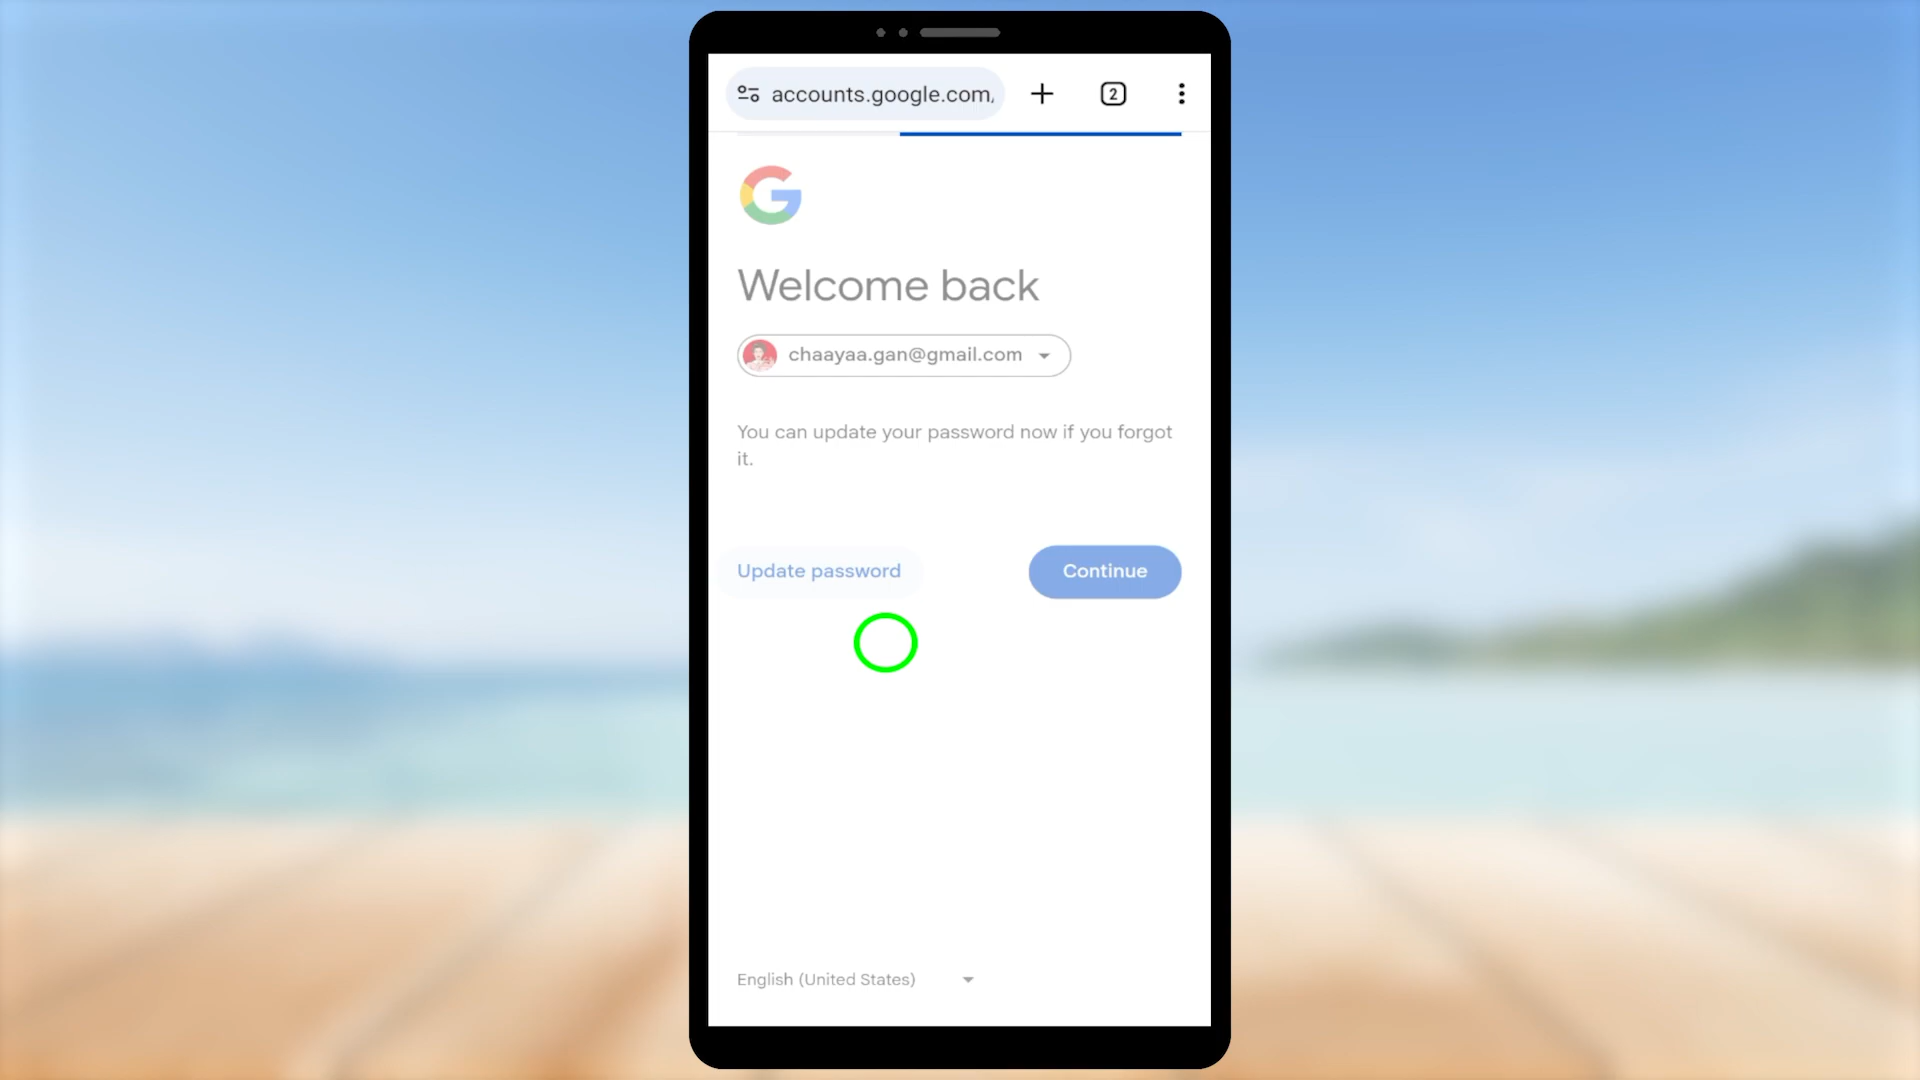 accounts.google.com,
2
Welcome back
chaayaa.gan@gmail.com
You can update your password now if you forgot
it.
Update password
Continue
English (United States)